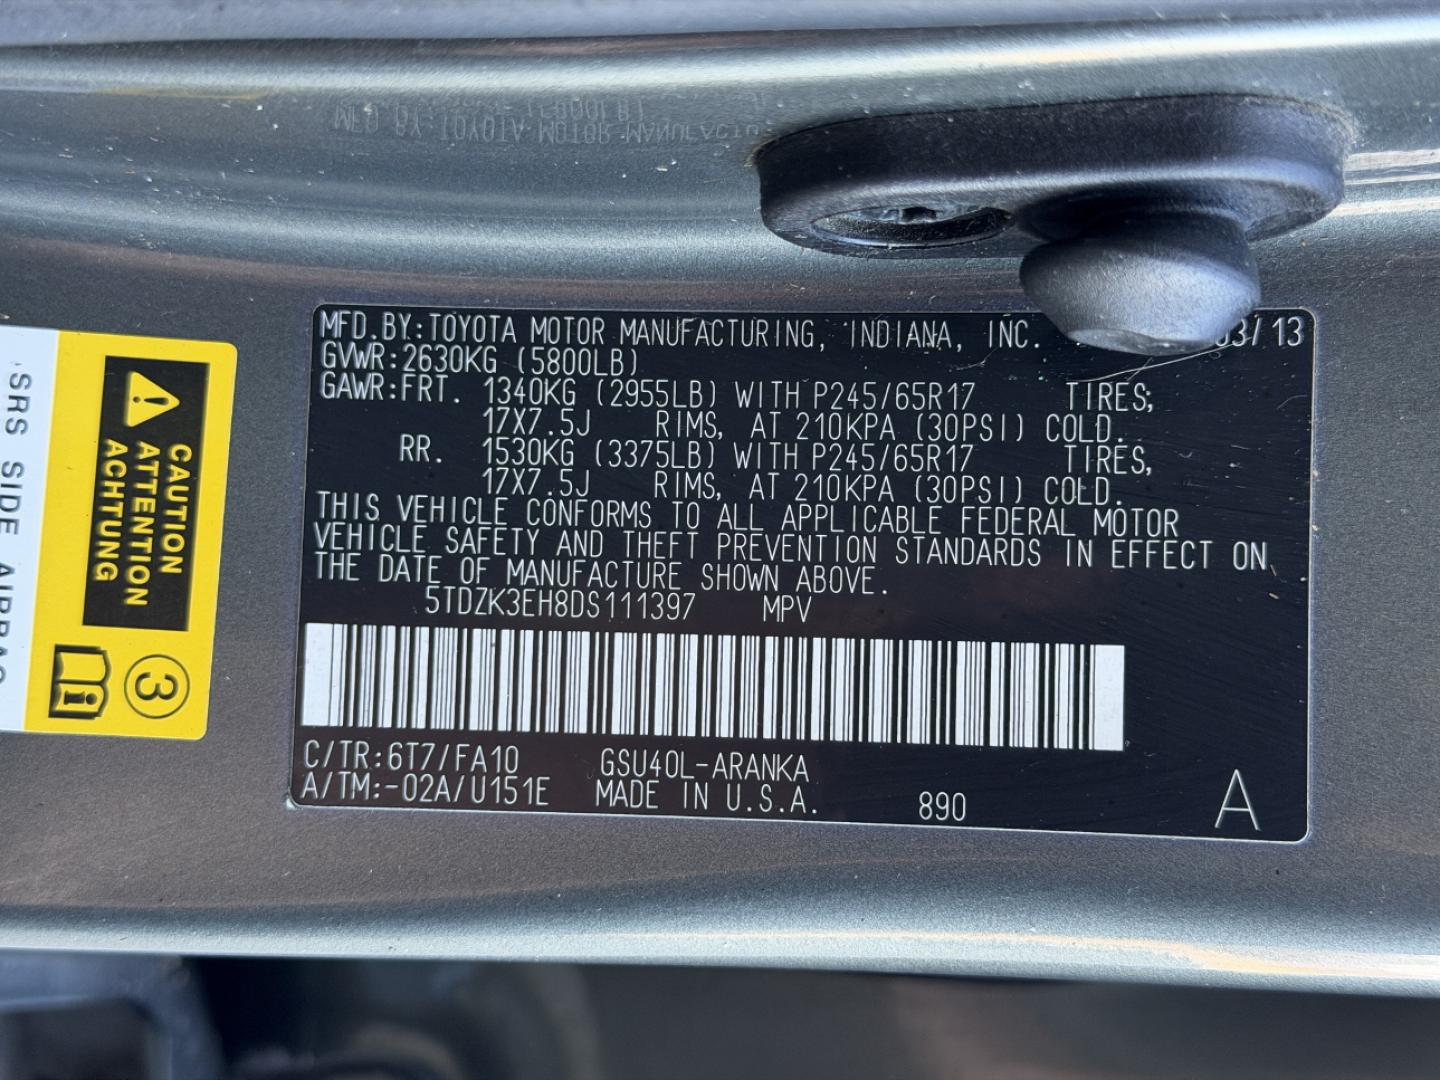 MFD.BY:TOYOTA MOTOR MANUFACTURING, INDIANA, INC. 03/13
GVWR:2630KG (5800LB)
GAWR:FRT. 1340KG (2955LB) WITH P245/65R17 TIRES;
17X7.5J RIMS, AT 210KPA (30PSI) COLD.
RR. 1530KG (3375LB) WITH P245/65R17 TIRES,
17X7.5J RIMS, AT 210KPA (30PSI) COLD.
THIS VEHICLE CONFORMS TO ALL APPLICABLE FEDERAL MOTOR
VEHICLE SAFETY AND THEFT PREVENTION STANDARDS IN EFFECT ON
THE DATE OF MANUFACTURE SHOWN ABOVE.
5TDZK3EH8DS111397 MPV
C/TR:6T7/FA10 GSU40L-ARANKA
A/TM:-02A/U151E MADE IN U.S.A. 890 A
CAUTION
ATTENTION
ACHTUNG
3
SRS SIDE AIRBAG